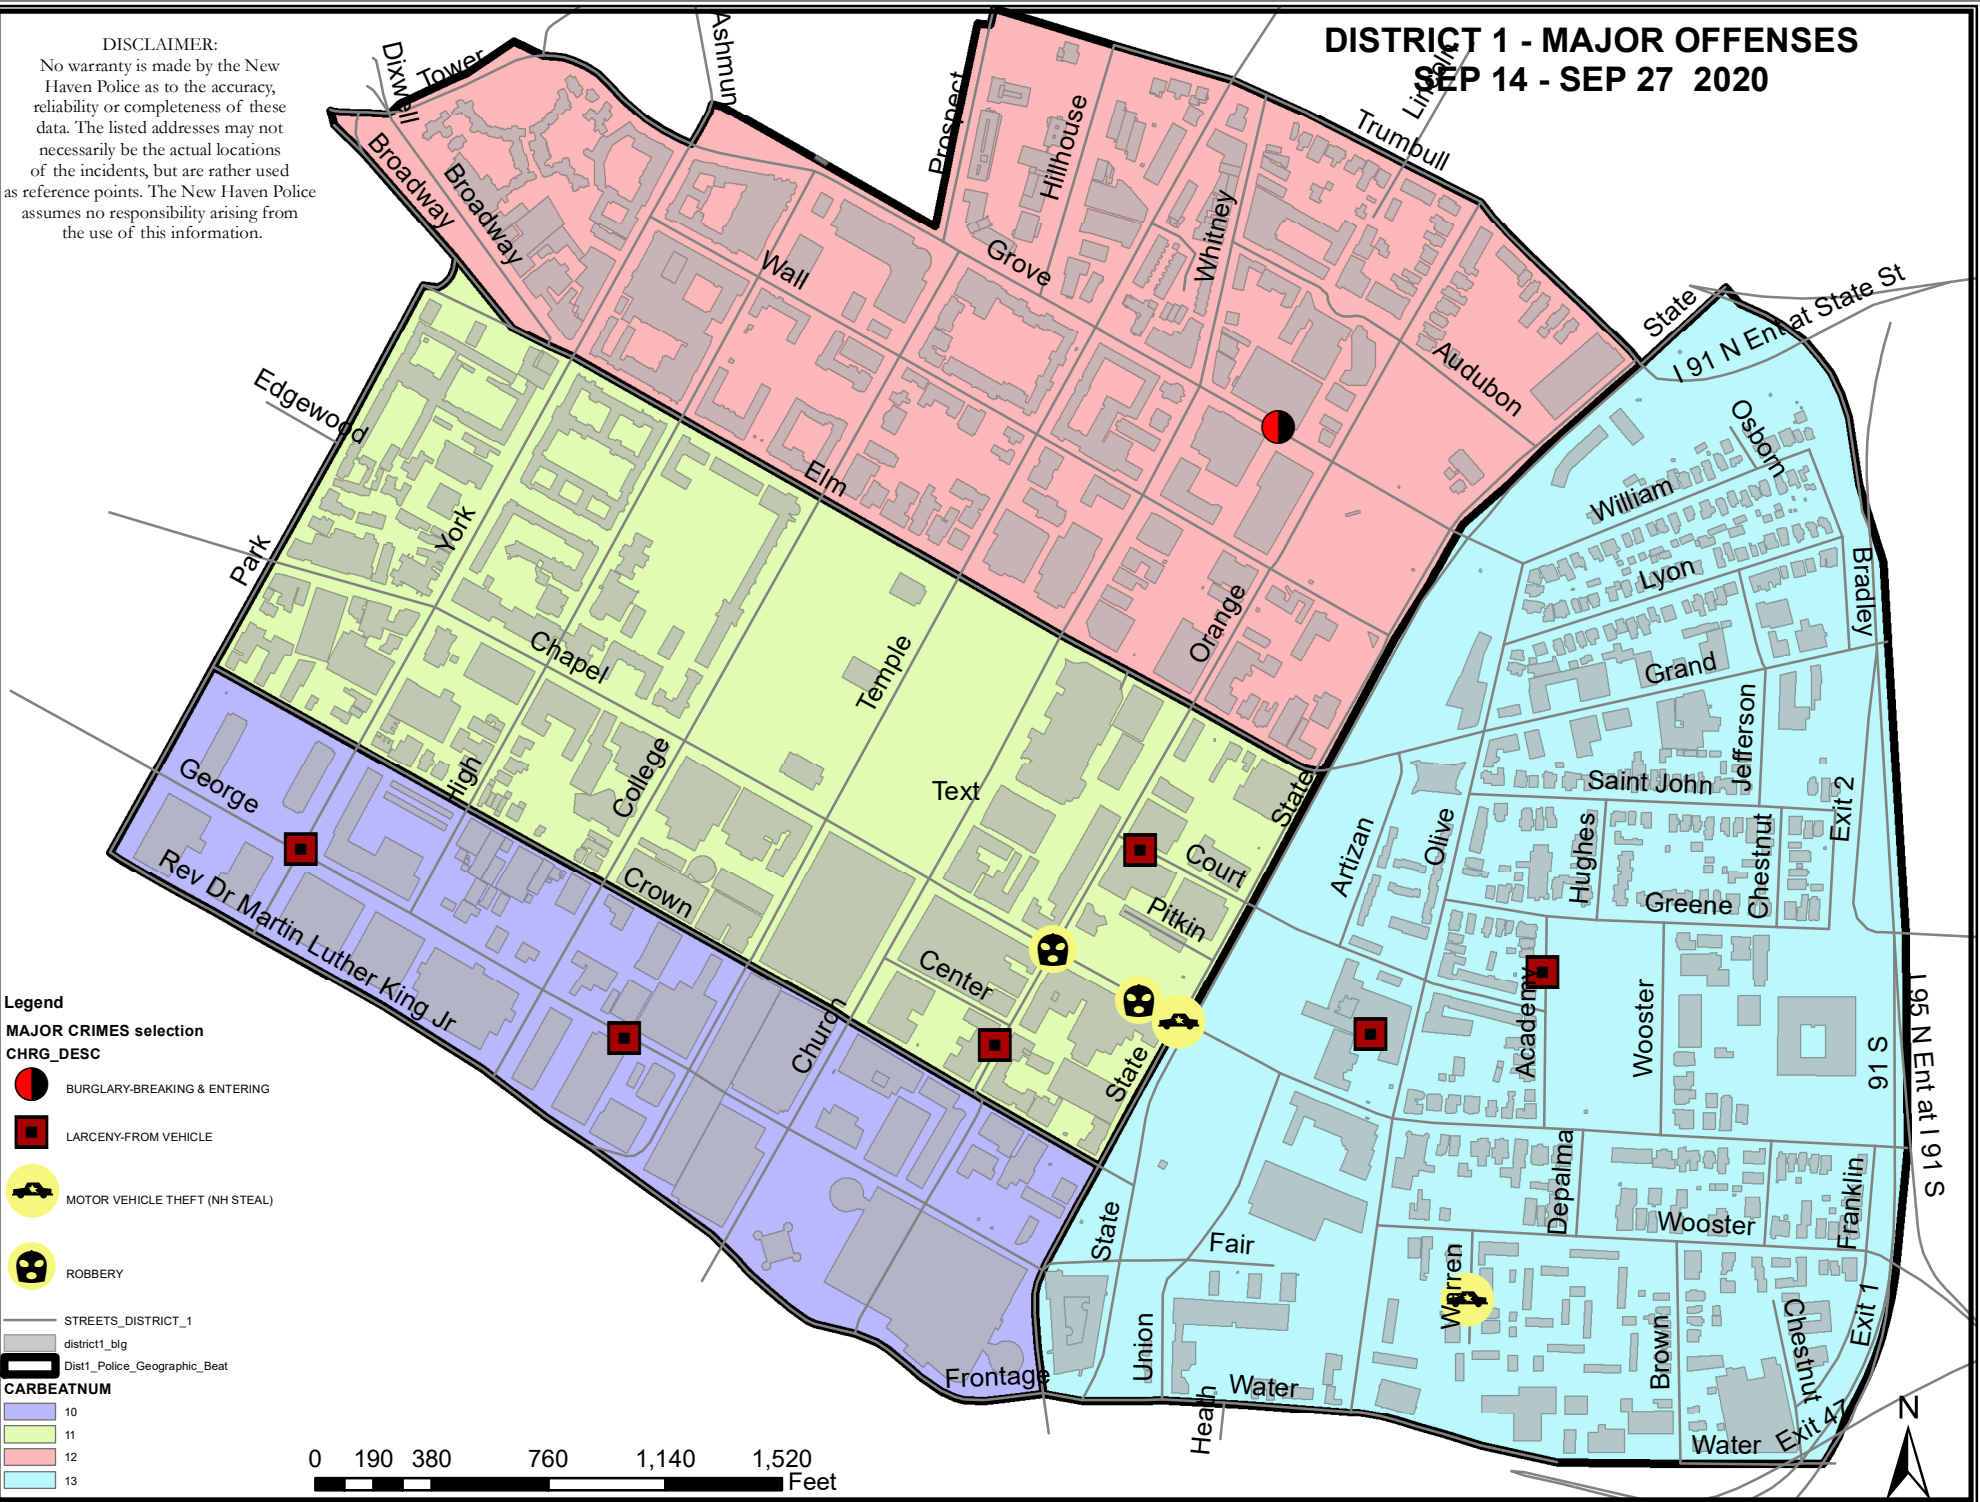 DISTRICT 1 - MAJOR OFFENSES
SEP 14 - SEP 27  2020
DISCLAIMER:
No warranty is made by the New
Haven Police as to the accuracy,
reliability or completeness of these
data. The listed addresses may not
necessarily be the actual locations
of the incidents, but are rather used
as reference points. The New Haven Police
assumes no responsibility arising from
the use of this information.
Dixwell
Tower
Ashmun
Prospect
Hillhouse
Lincoln
Trumbull
Broadway
Broadway
Wall
Grove
Whitney
State
I 91 N Ent at State St
Audubon
Edgewood
Osborn
Elm
William
York
Park
Lyon
Bradley
Orange
Chapel
Temple
Grand
Jefferson
George
High
College
Text
State
Saint John
Exit 2
Artizan
Olive
Hughes
Chestnut
Court
Crown
Pitkin
Greene
Rev Dr Martin Luther King Jr
Center
Church
State
Academy
Wooster
91 S
I 95 N Ent at I 91 S
Depalma
Franklin
State
Fair
Wooster
Warren
Union
Brown
Chestnut
Exit 1
Frontage
Heath
Water
Water
Exit 47
Legend
MAJOR CRIMES selection
CHRG_DESC
BURGLARY-BREAKING & ENTERING
LARCENY-FROM VEHICLE
MOTOR VEHICLE THEFT (NH STEAL)
ROBBERY
STREETS_DISTRICT_1
district1_blg
Dist1_Police_Geographic_Beat
CARBEATNUM
10
11
12
13
0 190 380 760 1,140 1,520
Feet
N